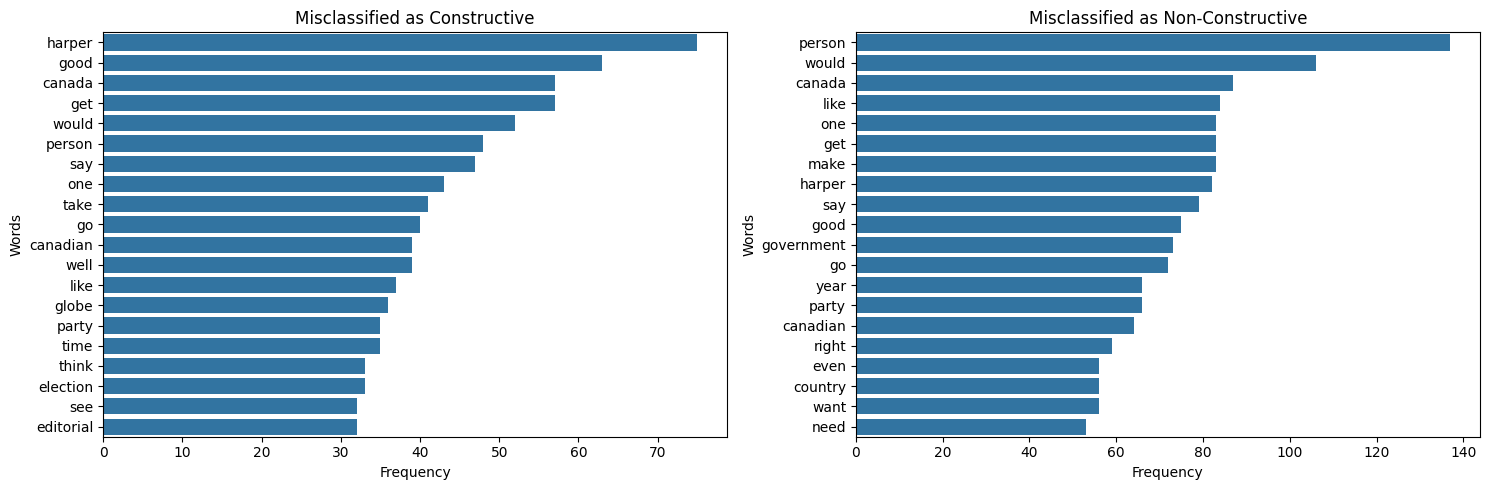 Misclassified as Constructive
Words
harper
good
canada
get
would
person
say
one
take
go
canadian
well
like
globe
party
time
think
election
see
editorial
0 10 20 30 40 50 60 70
Frequency
Misclassified as Non-Constructive
Words
person
would
canada
like
one
get
make
harper
say
good
government
go
year
party
canadian
right
even
country
want
need
0 20 40 60 80 100 120 140
Frequency